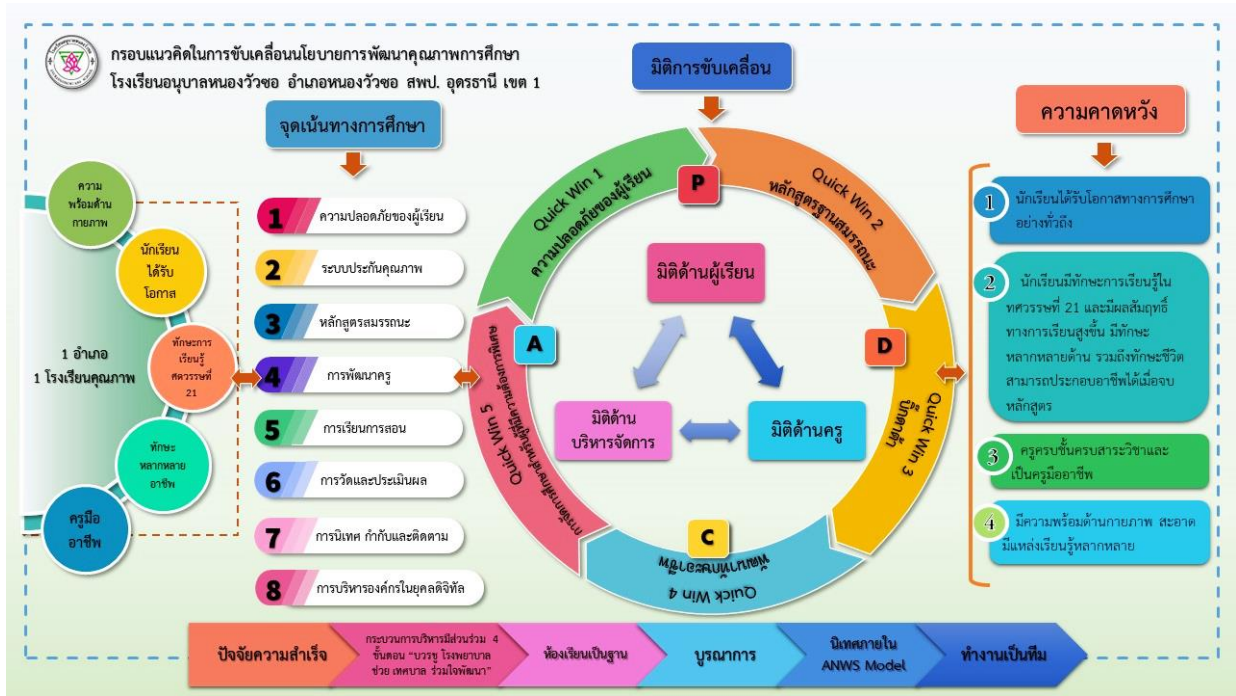 กรอบแนวคิดในการขับเคลื่อนนโยบายการพัฒนาคุณภาพการศึกษา
โรงเรียนอนุบาลหนองวัวซอ อำเภอหนองวัวซอ สพป. อุดรธานี เขต 1
1 อำเภอ
1 โรงเรียนคุณภาพ
ความ
พร้อมด้าน
กายภาพ
นักเรียน
ได้รับ
โอกาส
ทักษะการ
เรียนรู้
ศตวรรษที่
21
ทักษะ
หลากหลาย
อาชีพ
ครูมือ
อาชีพ
จุดเน้นทางการศึกษา
1 ความปลอดภัยของผู้เรียน
2 ระบบประกันคุณภาพ
3 หลักสูตรสมรรถนะ
4 การพัฒนาครู
5 การเรียนการสอน
6 การวัดและประเมินผล
7 การนิเทศ กำกับและติดตาม
8 การบริหารองค์กรในยุคดิจิทัล
มิติการขับเคลื่อน
Quick Win 1
ความปลอดภัยของผู้เรียน
P
Quick Win 2
หลักสูตรฐานสมรรถนะ
D
Quick Win 3
C
Quick Win 4
พัฒนาทักษะอาชีพ
A
Quick Win 5
มิติด้านผู้เรียน
มิติด้าน
บริหารจัดการ
มิติด้านครู
ความคาดหวัง
1 นักเรียนได้รับโอกาสทางการศึกษา
อย่างทั่วถึง
2 นักเรียนมีทักษะการเรียนรู้ใน
ทศวรรษที่ 21 และมีผลสัมฤทธิ์
ทางการเรียนสูงขึ้น มีทักษะ
หลากหลายด้าน รวมถึงทักษะชีวิต
สามารถประกอบอาชีพได้เมื่อจบ
หลักสูตร
3 ครูครบชั้นครบสาระวิชาและ
เป็นครูมืออาชีพ
4 มีความพร้อมด้านกายภาพ สะอาด
มีแหล่งเรียนรู้หลากหลาย
ปัจจัยความสำเร็จ
กระบวนการบริหารมีส่วนร่วม 4
ขั้นตอน "บวรชู โรงพยาบาล
ช่วย เทศบาล ร่วมใจพัฒนา"
ห้องเรียนเป็นฐาน
บูรณาการ
นิเทศภายใน
ANWS Model
ทำงานเป็นทีม